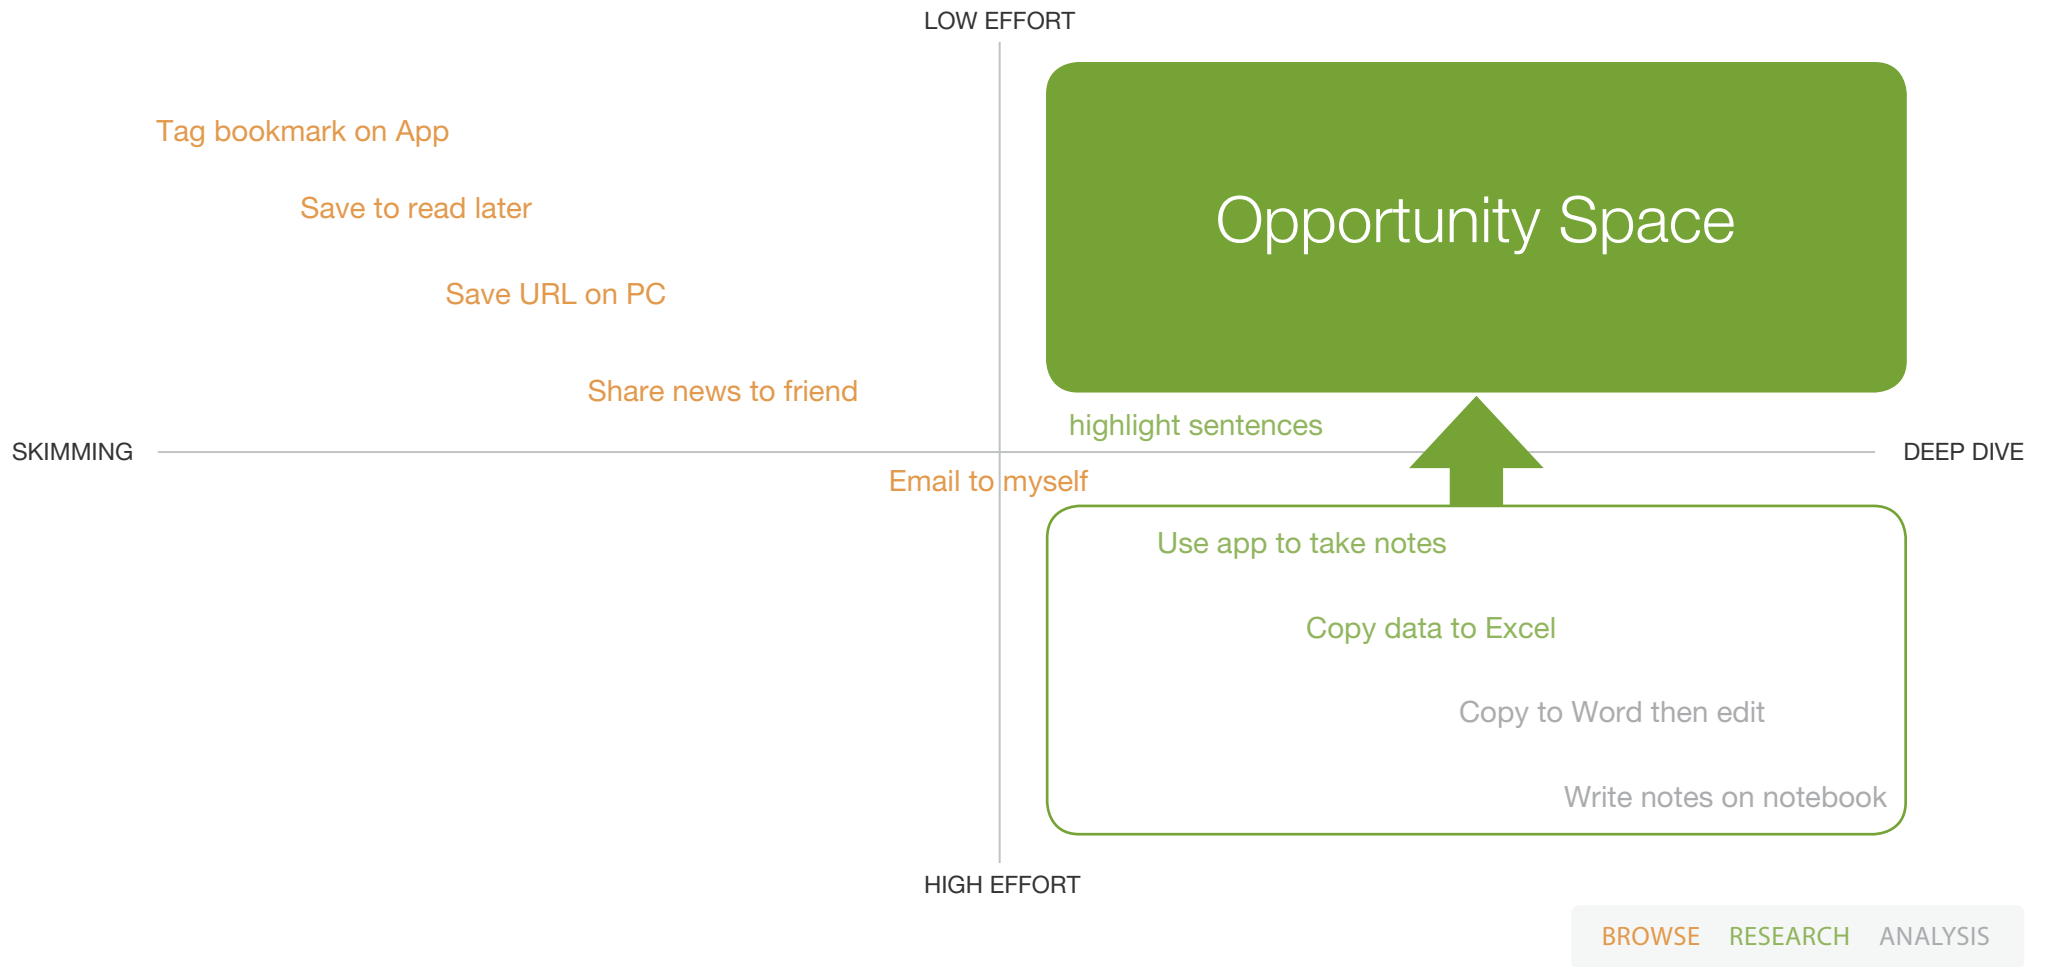 LOW EFFORT
Tag bookmark on App
Save to read later
Opportunity Space
Save URL on PC
Share news to friend
highlight sentences
SKIMMING
DEEP DIVE
Email to myself
Use app to take notes
Copy data to Excel
Copy to Word then edit
Write notes on notebook
HIGH EFFORT
BROWSE RESEARCH ANALYSIS